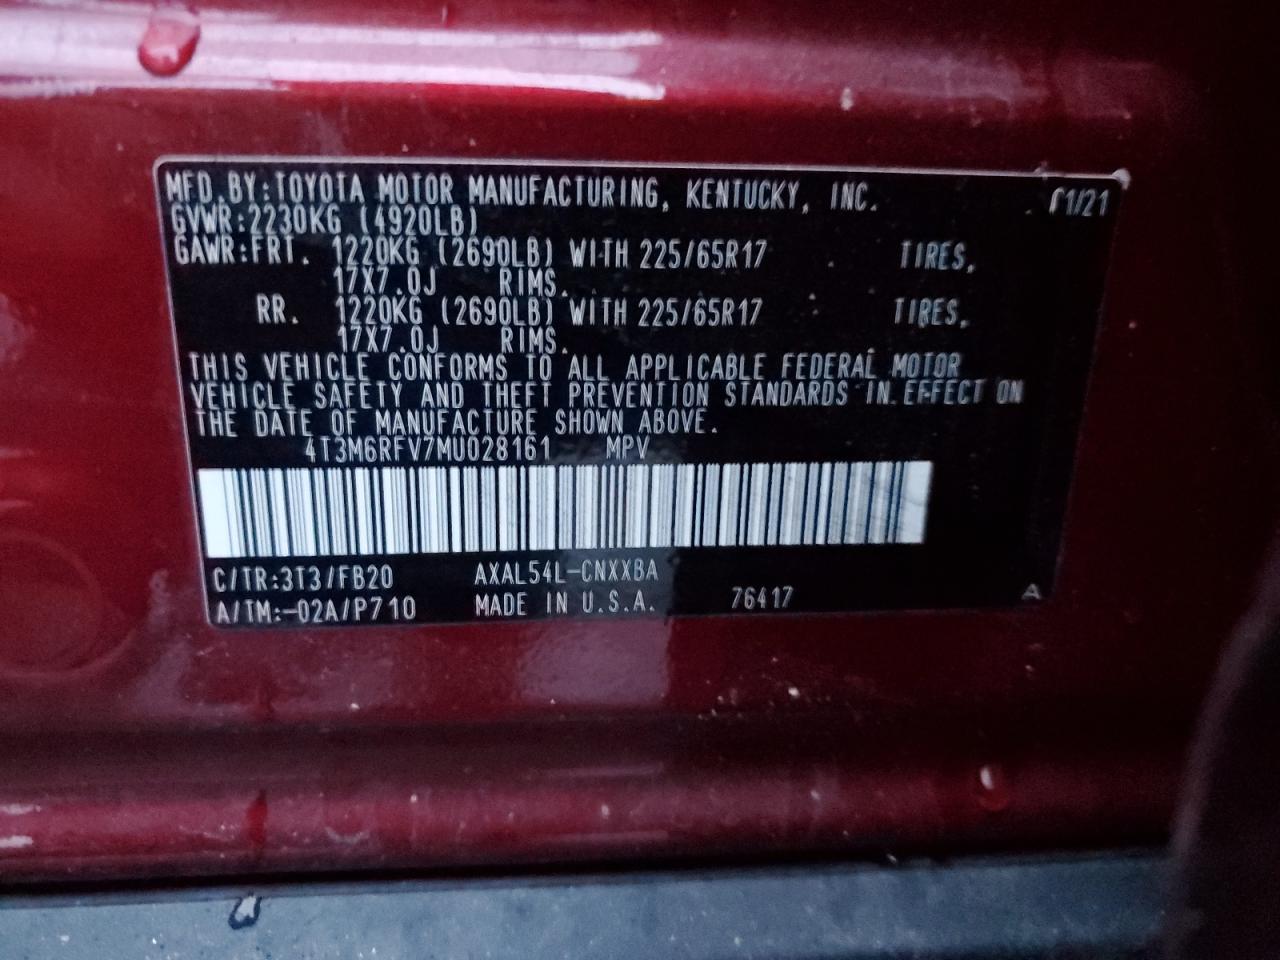 MFD.BY:TOYOTA MOTOR MANUFACTURING, KENTUCKY, INC. 01/21
GVWR:2230KG (4920LB)
GAWR:FRT. 1220KG (2690LB) WITH 225/65R17 TIRES,
17X7.0J RIMS.
RR. 1220KG (2690LB) WITH 225/65R17 TIRES,
17X7.0J RIMS.
THIS VEHICLE CONFORMS TO ALL APPLICABLE FEDERAL MOTOR
VEHICLE SAFETY AND THEFT PREVENTION STANDARDS IN EFFECT ON
THE DATE OF MANUFACTURE SHOWN ABOVE.
4T3M6RFV7MU028161 MPV
C/TR:3T3/FB20 AXAL54L-CNXXBA
A/TM:-02A/P710 MADE IN U.S.A. 76417 A